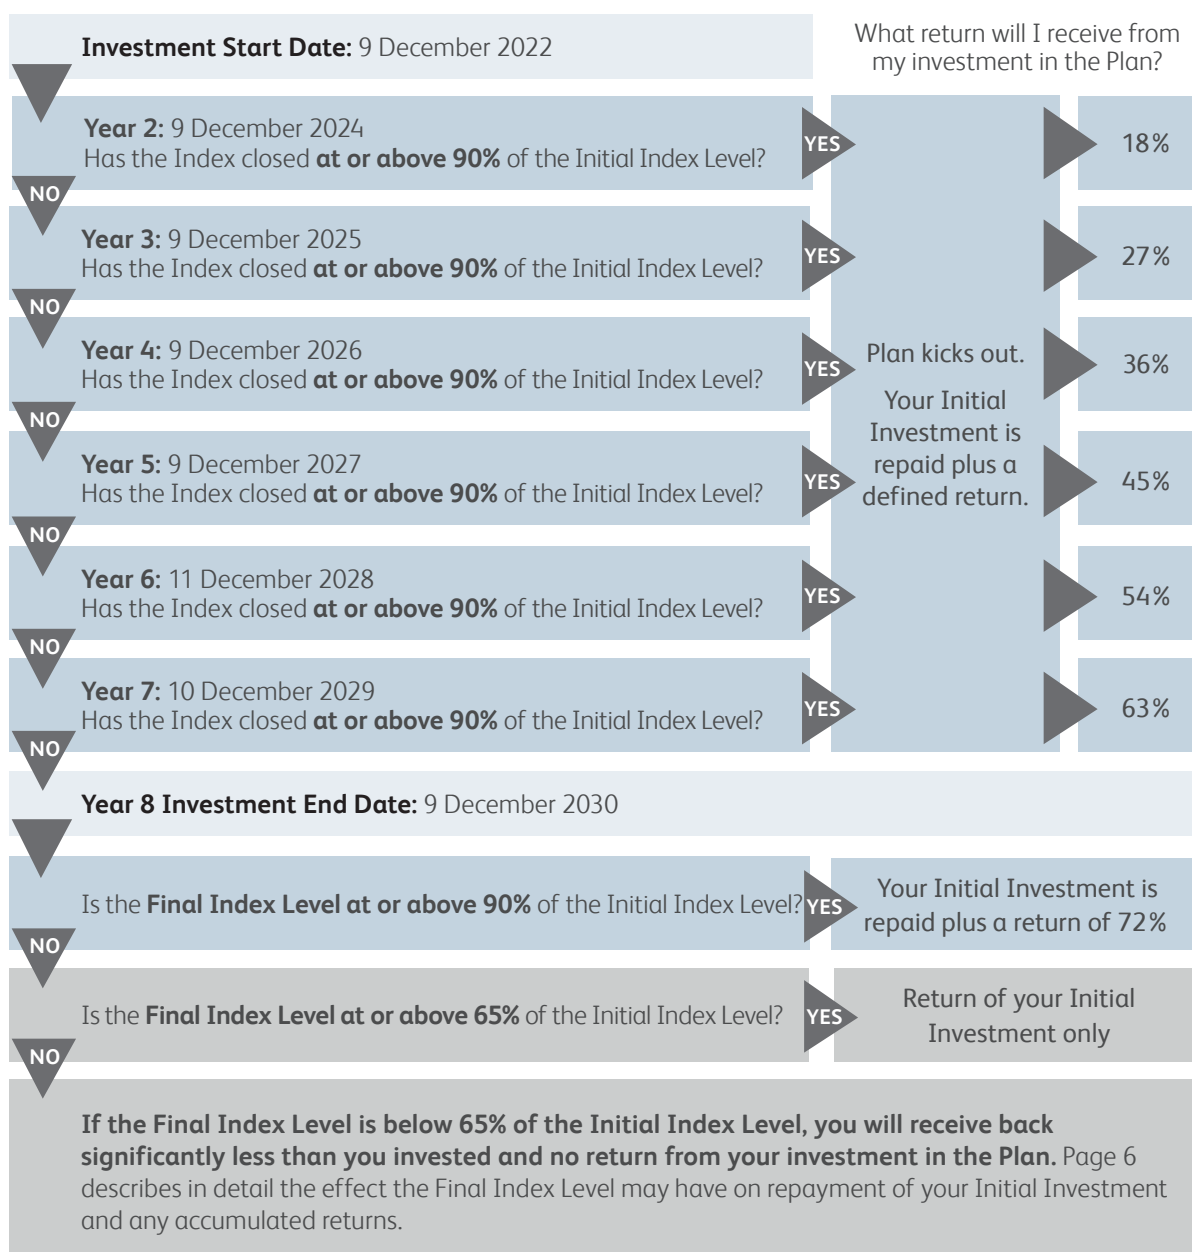 Investment Start Date: 9 December 2022
What return will I receive from
my investment in the Plan?
Year 2: 9 December 2024
Has the Index closed at or above 90% of the Initial Index Level?
YES
18%
NO
Year 3: 9 December 2025
Has the Index closed at or above 90% of the Initial Index Level?
YES
27%
NO
Year 4: 9 December 2026
Has the Index closed at or above 90% of the Initial Index Level?
YES
Plan kicks out.
Your Initial
Investment is
repaid plus a
defined return.
36%
NO
Year 5: 9 December 2027
Has the Index closed at or above 90% of the Initial Index Level?
YES
45%
NO
Year 6: 11 December 2028
Has the Index closed at or above 90% of the Initial Index Level?
YES
54%
NO
Year 7: 10 December 2029
Has the Index closed at or above 90% of the Initial Index Level?
YES
63%
NO
Year 8 Investment End Date: 9 December 2030
Is the Final Index Level at or above 90% of the Initial Index Level?
YES
Your Initial Investment is
repaid plus a return of 72%
NO
Is the Final Index Level at or above 65% of the Initial Index Level?
YES
Return of your Initial
Investment only
NO
If the Final Index Level is below 65% of the Initial Index Level, you will receive back
significantly less than you invested and no return from your investment in the Plan. Page 6
describes in detail the effect the Final Index Level may have on repayment of your Initial Investment
and any accumulated returns.